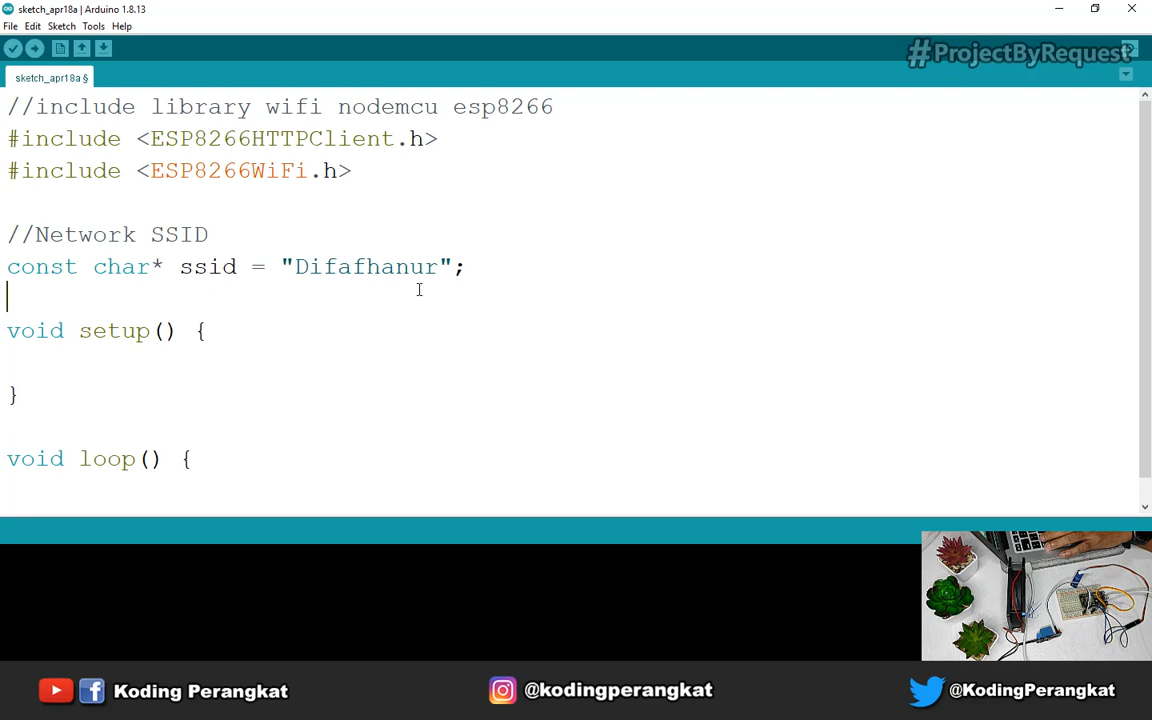 sketch_apr18a | Arduino 1.8.13
File Edit Sketch Tools Help
#ProjectByRequest
sketch_apr18a §
//include library wifi nodemcu esp8266
#include <ESP8266HTTPClient.h>
#include <ESP8266WiFi.h>
//Network SSID
const char* ssid = "Difafhanur";
void setup() {
}
void loop() {
Koding Perangkat @kodingperangkat @KodingPerangkat